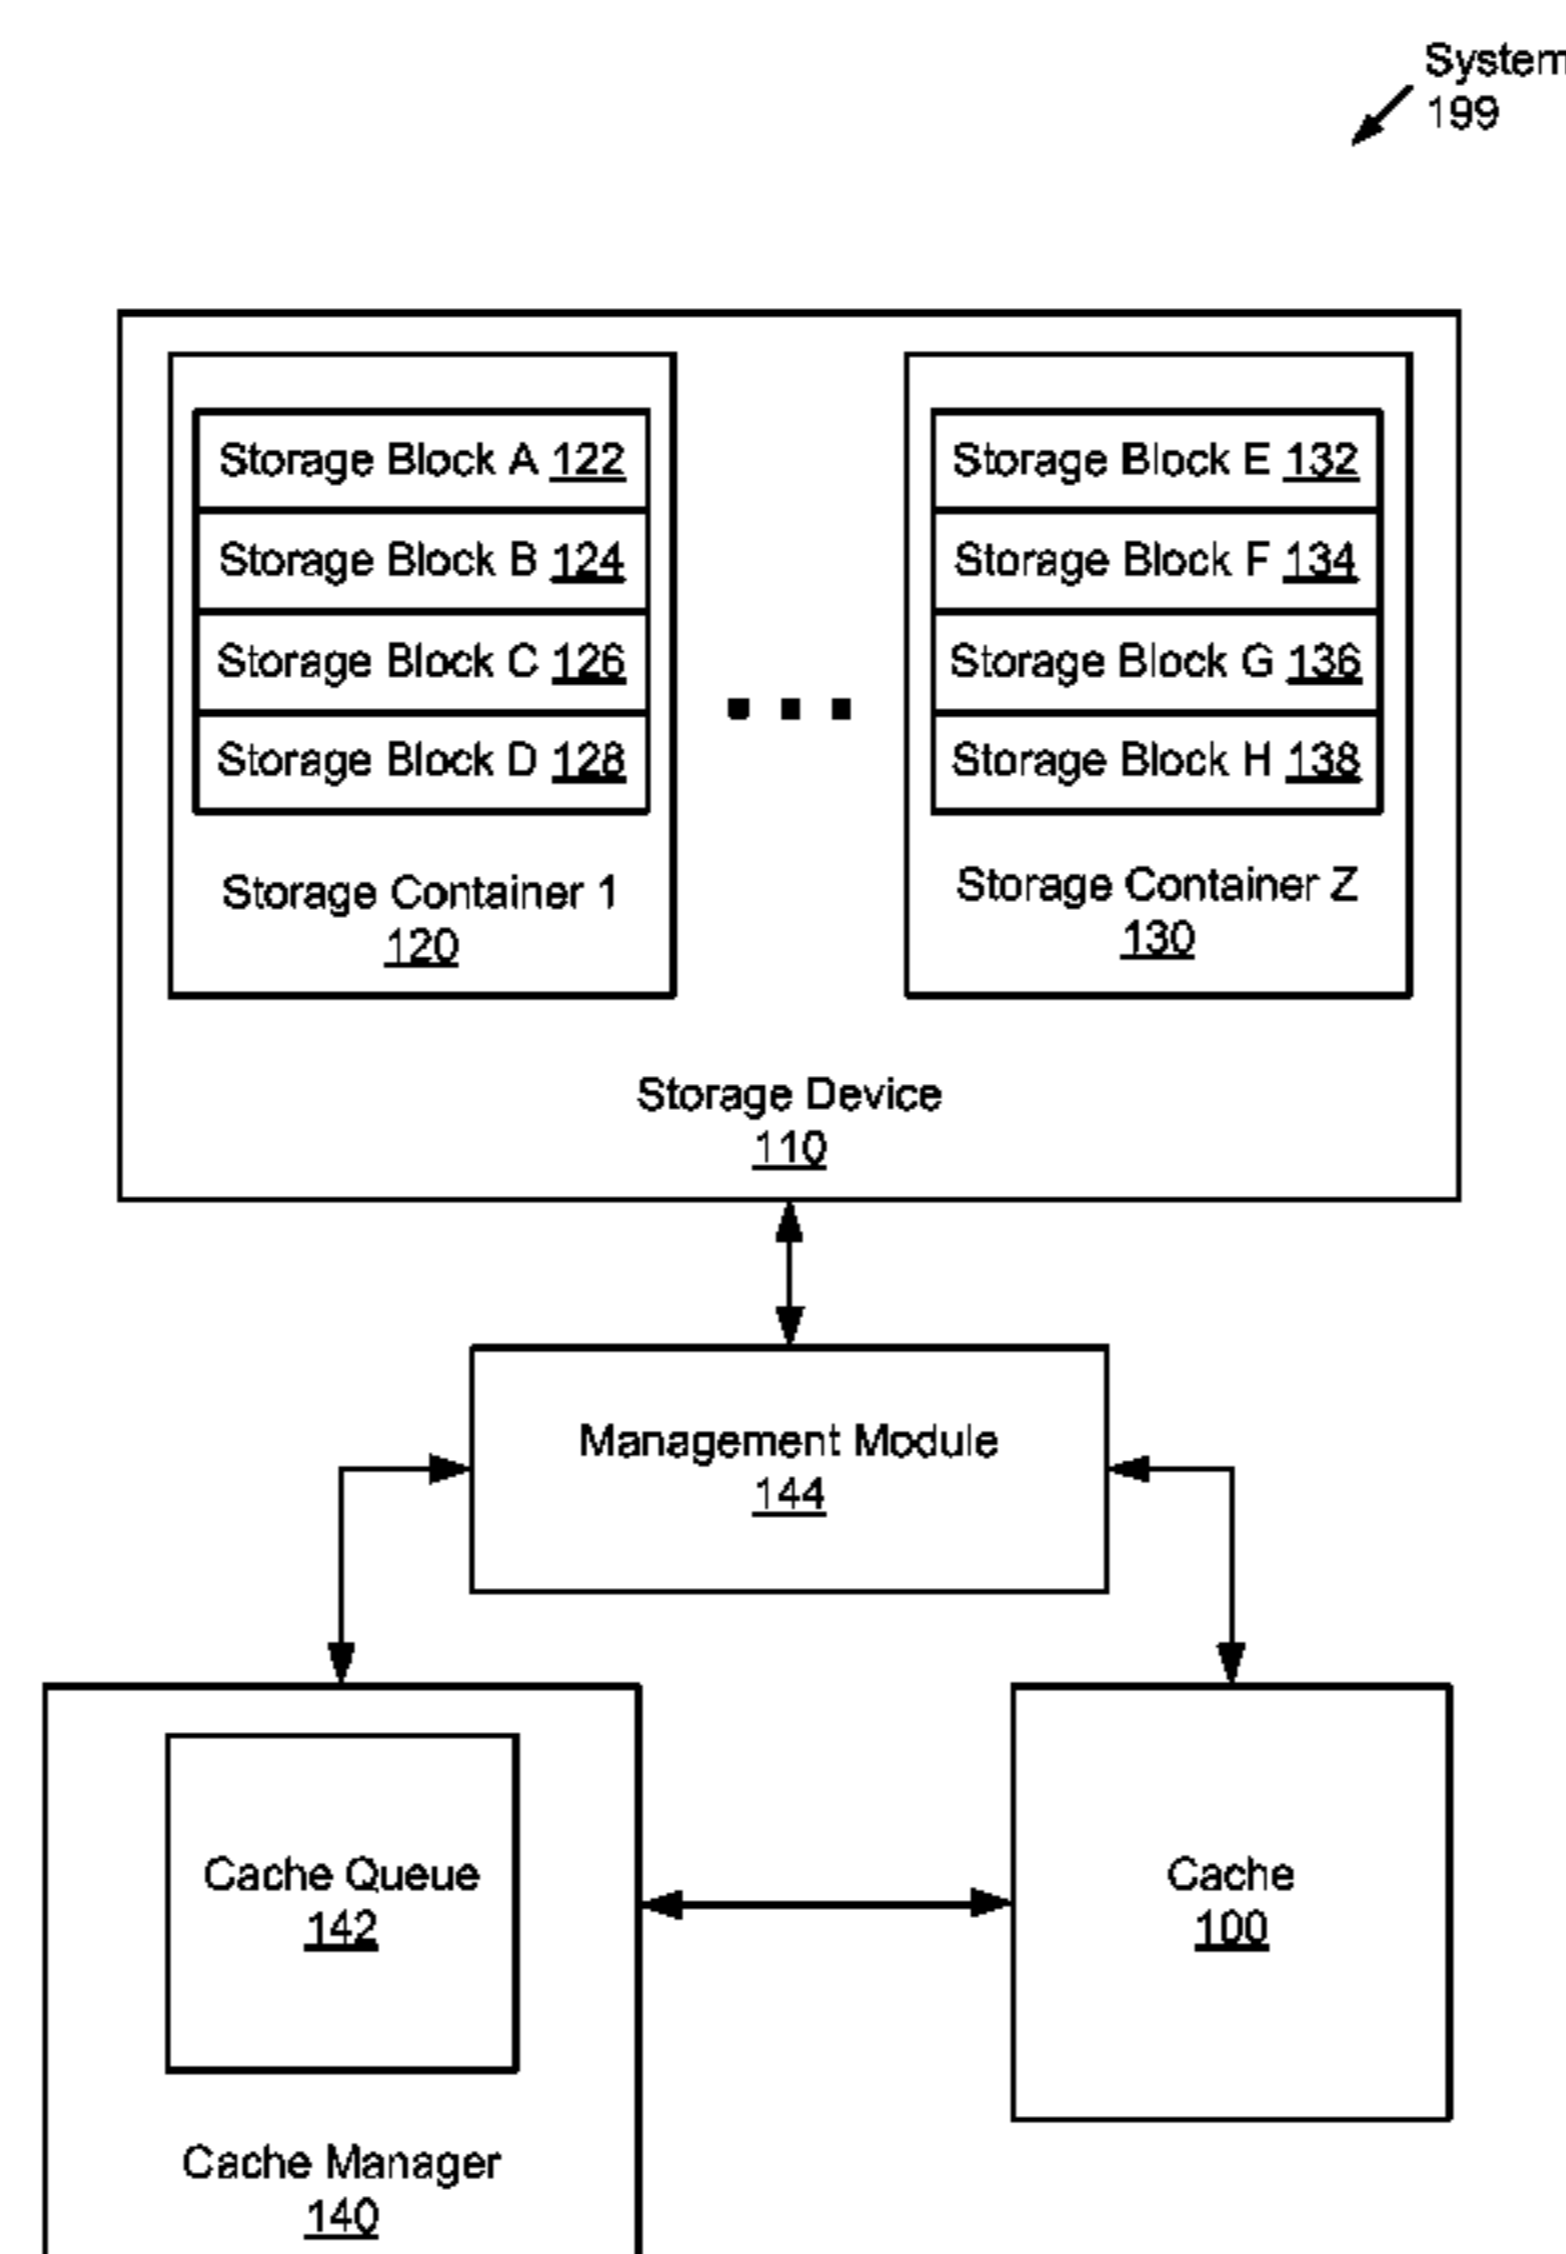 System
199
Storage Block A 122
Storage Block B 124
Storage Block C 126
Storage Block D 128
Storage Container 1
120
Storage Block E 132
Storage Block F 134
Storage Block G 136
Storage Block H 138
Storage Container Z
130
Storage Device
110
Management Module
144
Cache Queue
142
Cache Manager
140
Cache
100